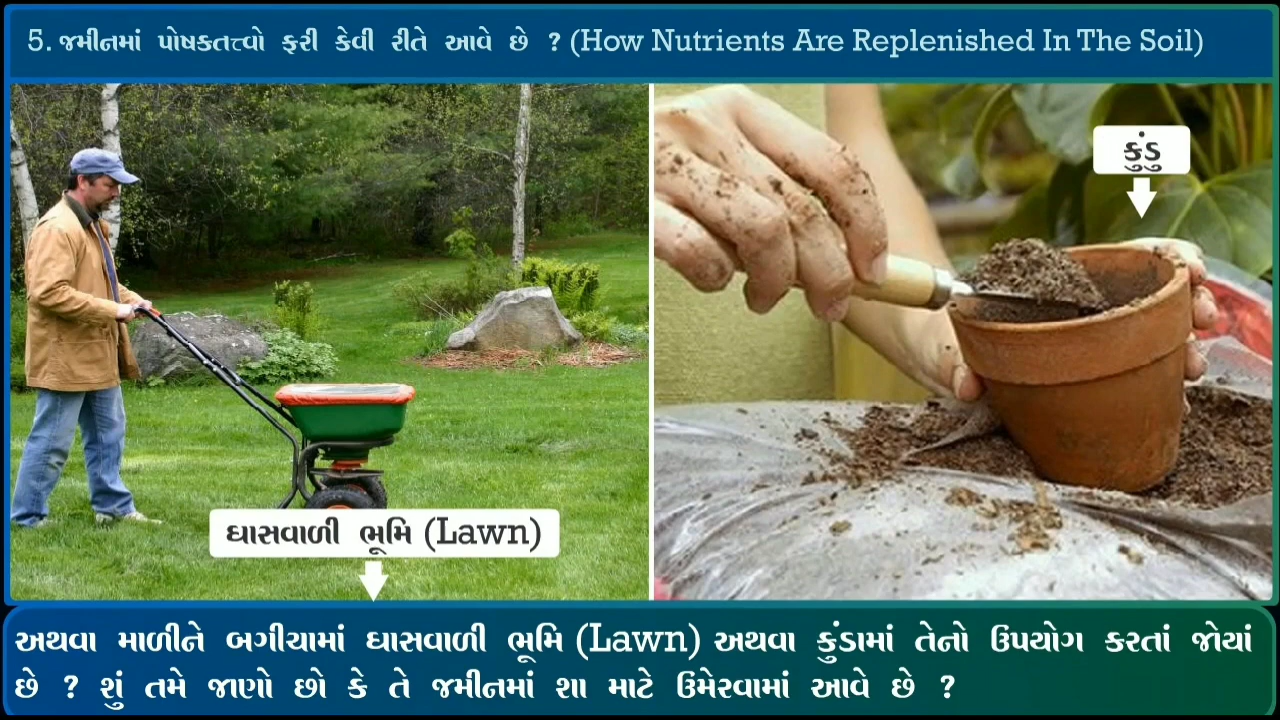 5. જમીનમાં પોષકતત્ત્વો ફરી કેવી રીતે આવે છે ? (How Nutrients Are Replenished In The Soil)
કુંડુ
ઘાસવાળી ભૂમિ (Lawn)
અથવા માળીને બગીચામાં ઘાસવાળી ભૂમિ (Lawn) અથવા કુંડામાં તેનો ઉપયોગ કરતાં જોયાં
છે ? શું તમે જાણો છો કે તે જમીનમાં શા માટે ઉમેરવામાં આવે છે ?